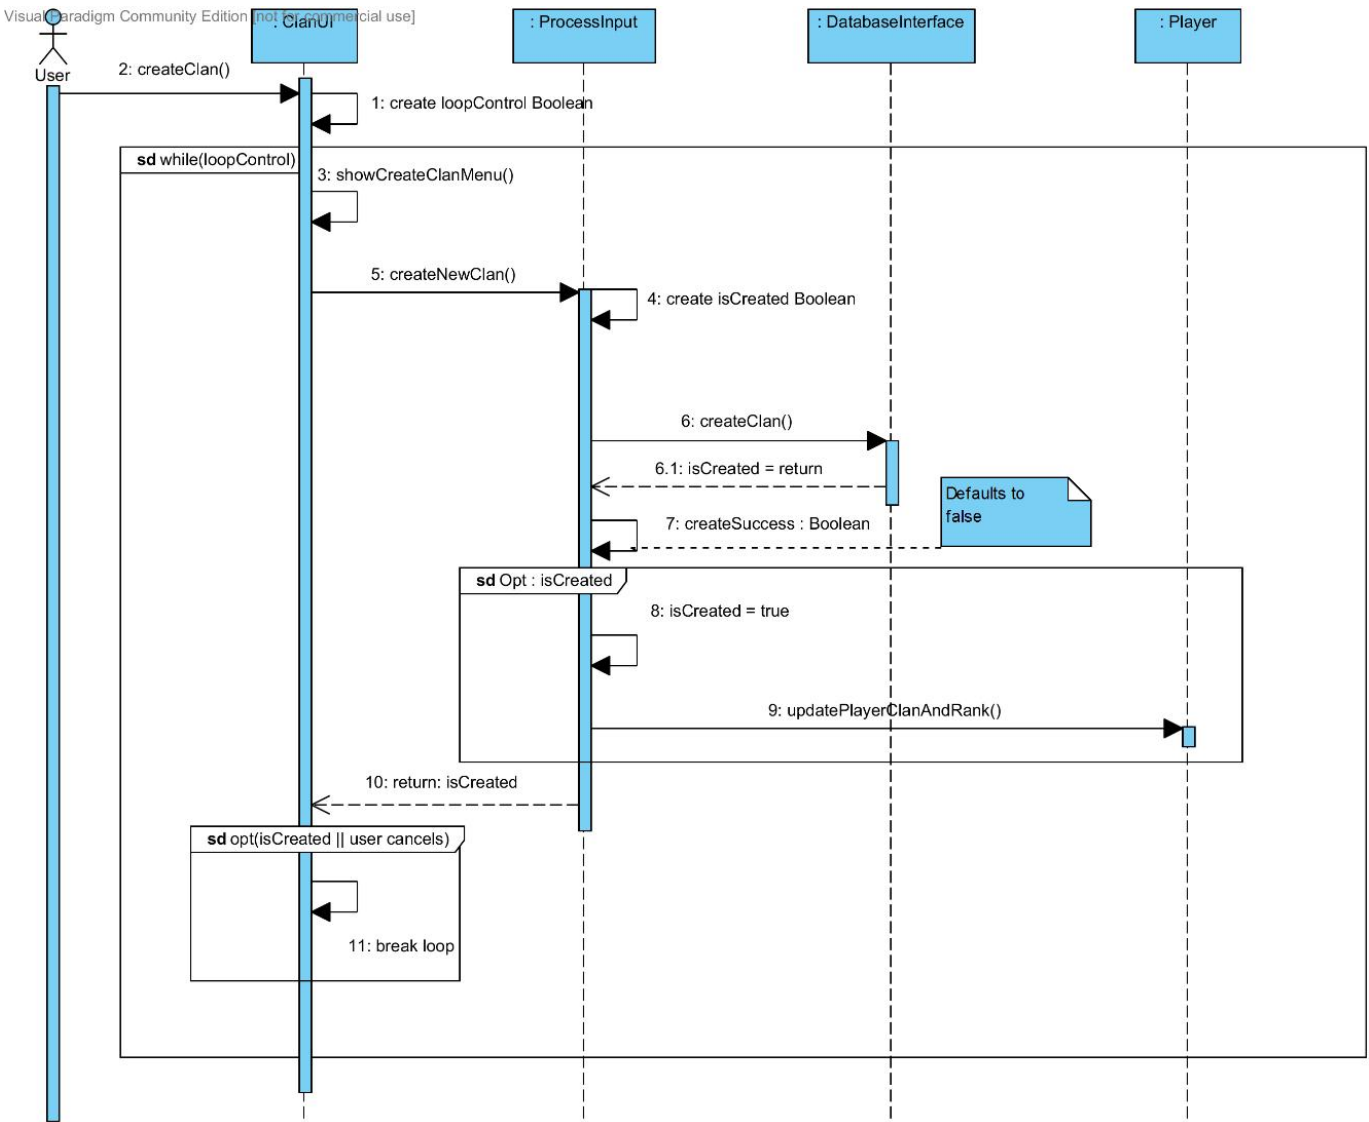 Visual Paradigm Community Edition [not for commercial use]
: ClanUI
: ProcessInput
: DatabaseInterface
: Player
User
2: createClan()
1: create loopControl Boolean
sd while(loopControl)
3: showCreateClanMenu()
5: createNewClan()
4: create isCreated Boolean
6: createClan()
6.1: isCreated = return
Defaults to
false
7: createSuccess : Boolean
sd Opt : isCreated
8: isCreated = true
9: updatePlayerClanAndRank()
10: return: isCreated
sd opt(isCreated || user cancels)
11: break loop